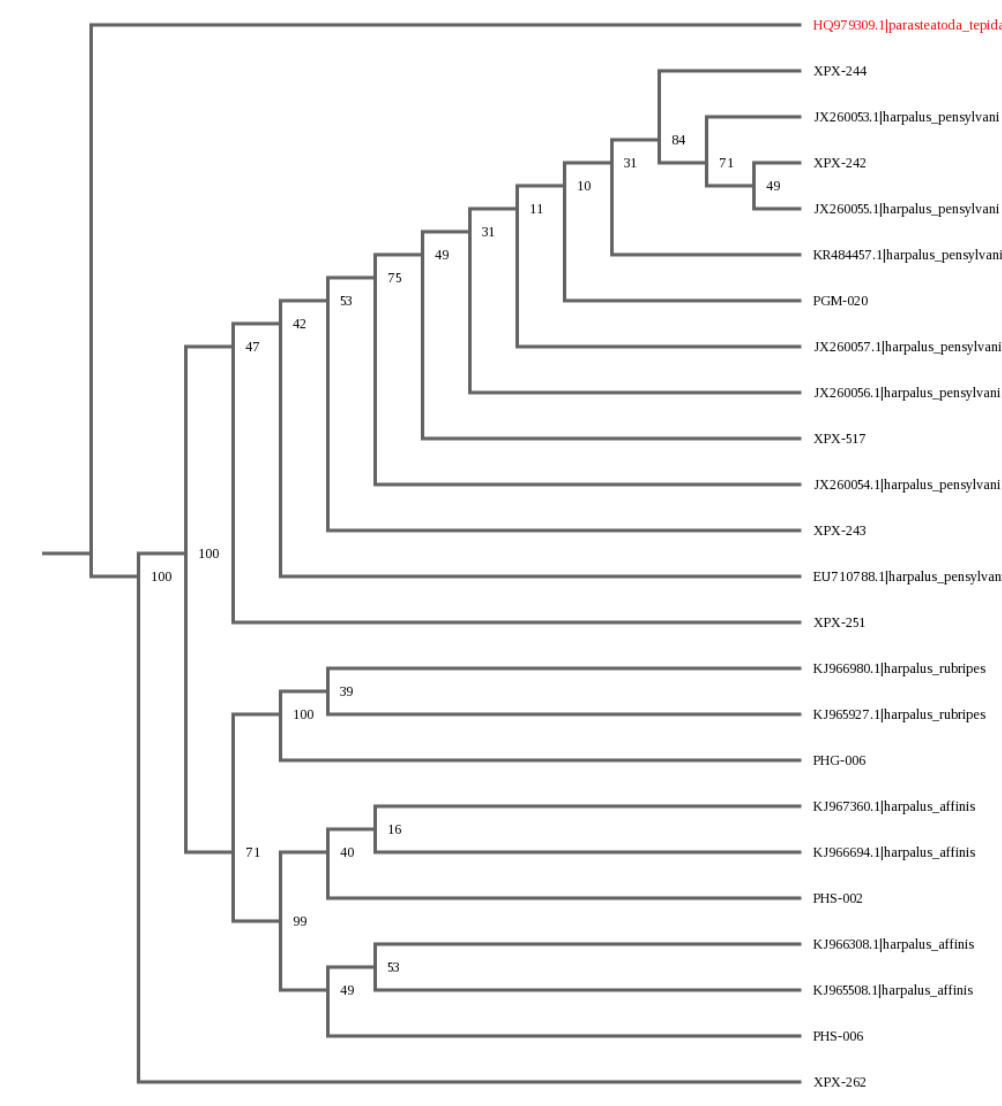 HQ979309.1|parasteatoda_tepida
XPX-244
JX260053.1|harpalus_pensylvani
84
XPX-242
31
71
10
49
JX260055.1|harpalus_pensylvani
11
31
KR484457.1|harpalus_pensylvani
49
75
PGM-020
53
42
JX260057.1|harpalus_pensylvani
47
JX260056.1|harpalus_pensylvani
XPX-517
JX260054.1|harpalus_pensylvani
XPX-243
100
EU710788.1|harpalus_pensylvan
100
XPX-251
KJ966980.1|harpalus_rubripes
39
KJ965927.1|harpalus_rubripes
100
PHG-006
KJ967360.1|harpalus_affinis
16
KJ966694.1|harpalus_affinis
71
40
PHS-002
99
KJ966308.1|harpalus_affinis
53
KJ965508.1|harpalus_affinis
49
PHS-006
XPX-262